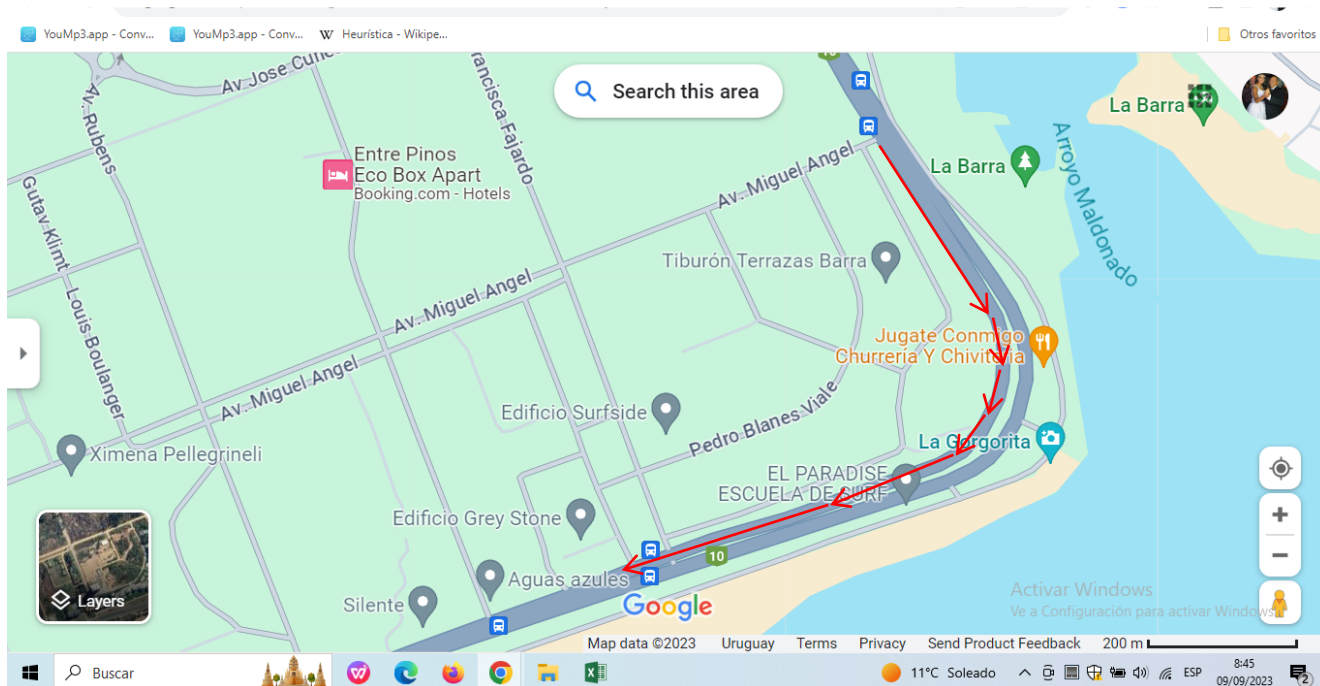 YouMp3.app - Conv...
YouMp3.app - Conv...
W Heurística - Wikipe...
Otros favoritos
10
Search this area
Av Jose
Av. Rubens
Francisca Fajardo
La Barra
Arroyo Maldonado
Entre Pinos
Eco Box Apart
Booking.com - Hotels
La Barra
Av. Miguel Angel
Gutav Klimt
Tiburón Terrazas Barra
Av. Miguel Angel
Louis Boulanger
Jugate Conmigo
Churrería Y Chivitería
Av. Miguel Angel
Edificio Surfside
Pedro Blanes Viale
La Gorgorita
Ximena Pellegrineli
EL PARADISE
ESCUELA DE SURF
Edificio Grey Stone
10
Aguas azules
Silente
Layers
Google
Activar Windows
Ve a Configuración para activar Windows.
Map data ©2023 Uruguay Terms Privacy Send Product Feedback 200 m
Buscar
11°C Soleado
ESP
8:45
09/09/2023
2